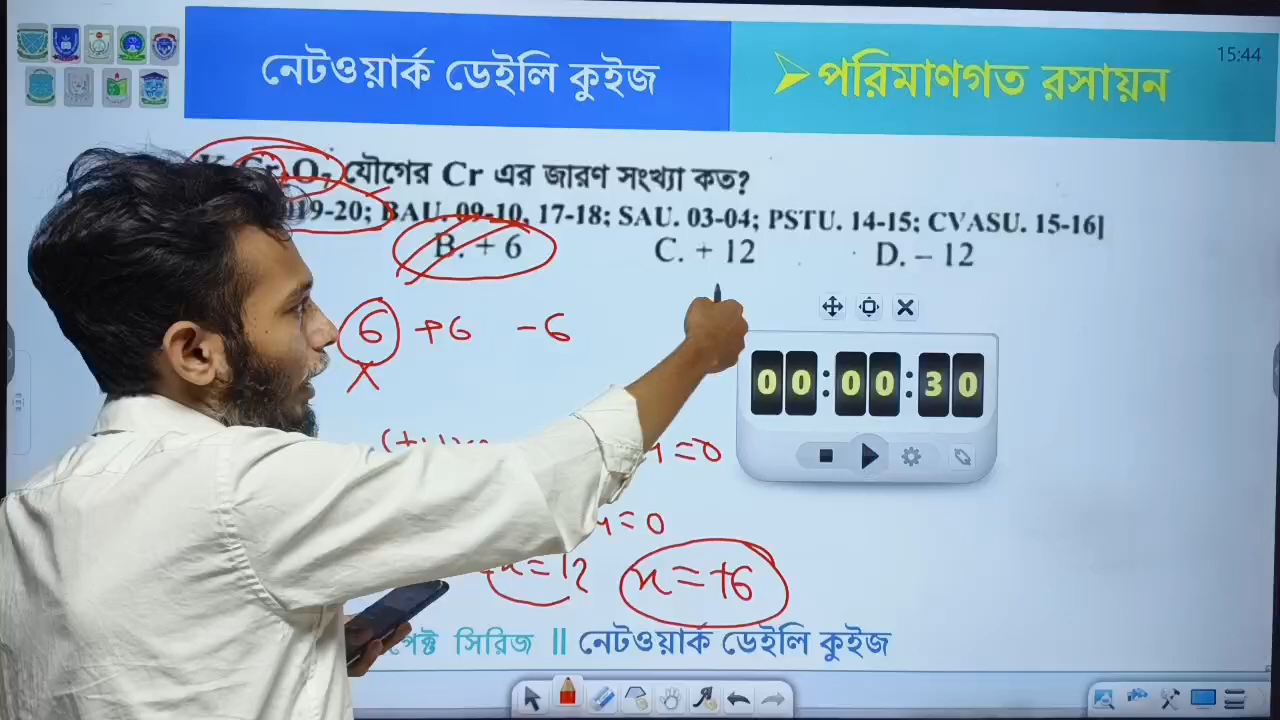 নেটওয়ার্ক ডেইলি কুইজ
পরিমাণগত রসায়ন
15:44
যৌগের Cr এর জারণ সংখ্যা কত?
19-20; BAU. 09-10, 17-18; SAU. 03-04; PSTU. 14-15; CVASU. 15-16]
B. + 6 C. + 12 D. – 12
6 +6 -6
00:00:30
=0
=0
x=12 x=+6
সিরিজ || নেটওয়ার্ক ডেইলি কুইজ